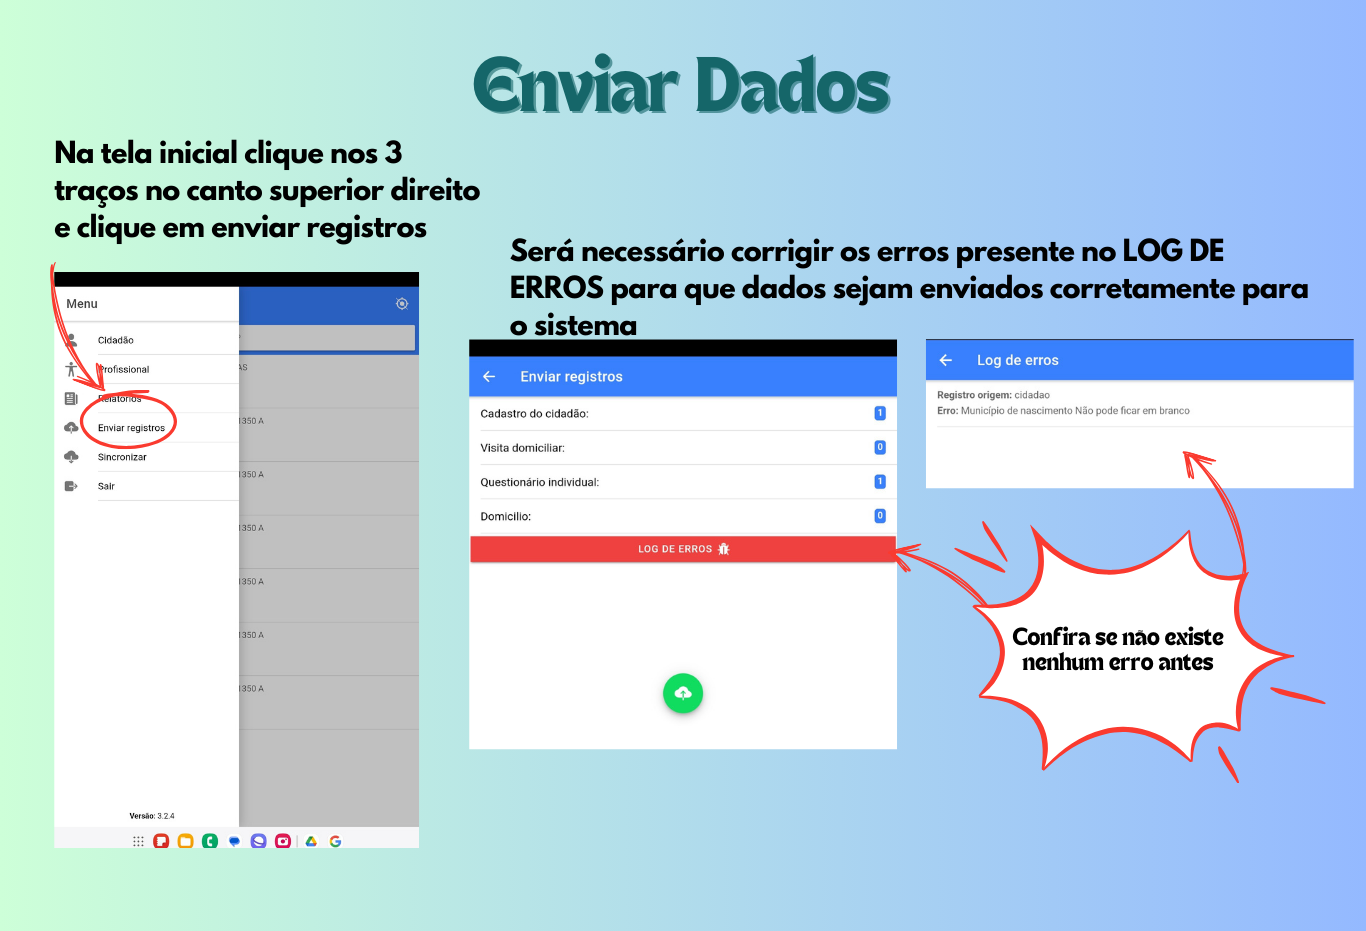 Enviar Dados
Na tela inicial clique nos 3
traços no canto superior direito
e clique em enviar registros
Será necessário corrigir os erros presente no LOG DE
ERROS para que dados sejam enviados corretamente para
o sistema
Menu
Cidadão
Profissional
Relatórios
Enviar registros
Sincronizar
Sair
AS
1350 A
1350 A
1350 A
1350 A
1350 A
1350 A
Versão: 3.2.4
Enviar registros
Cadastro do cidadão: 1
Visita domiciliar: 0
Questionário individual: 1
Domicilio: 0
LOG DE ERROS
Log de erros
Registro origem: cidadao
Erro: Município de nascimento Não pode ficar em branco
Confira se não existe
nenhum erro antes